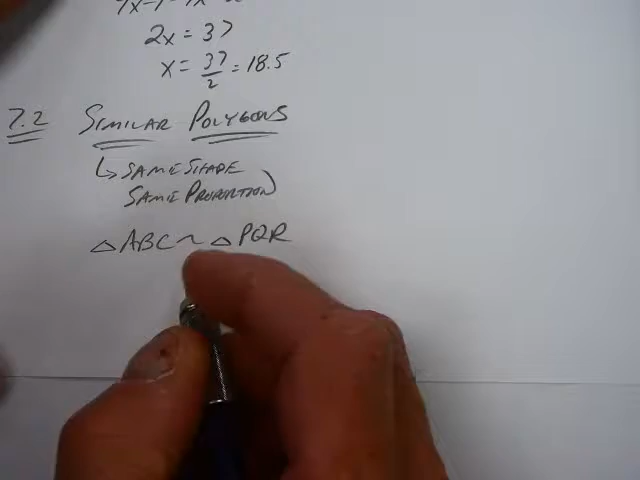 2x = 37
x = 37/2 = 18.5
7.2 SIMILAR POLYGONS
↳ SAME SHAPE
SAME PROPORTION)
△ ABC ~ △ PQR